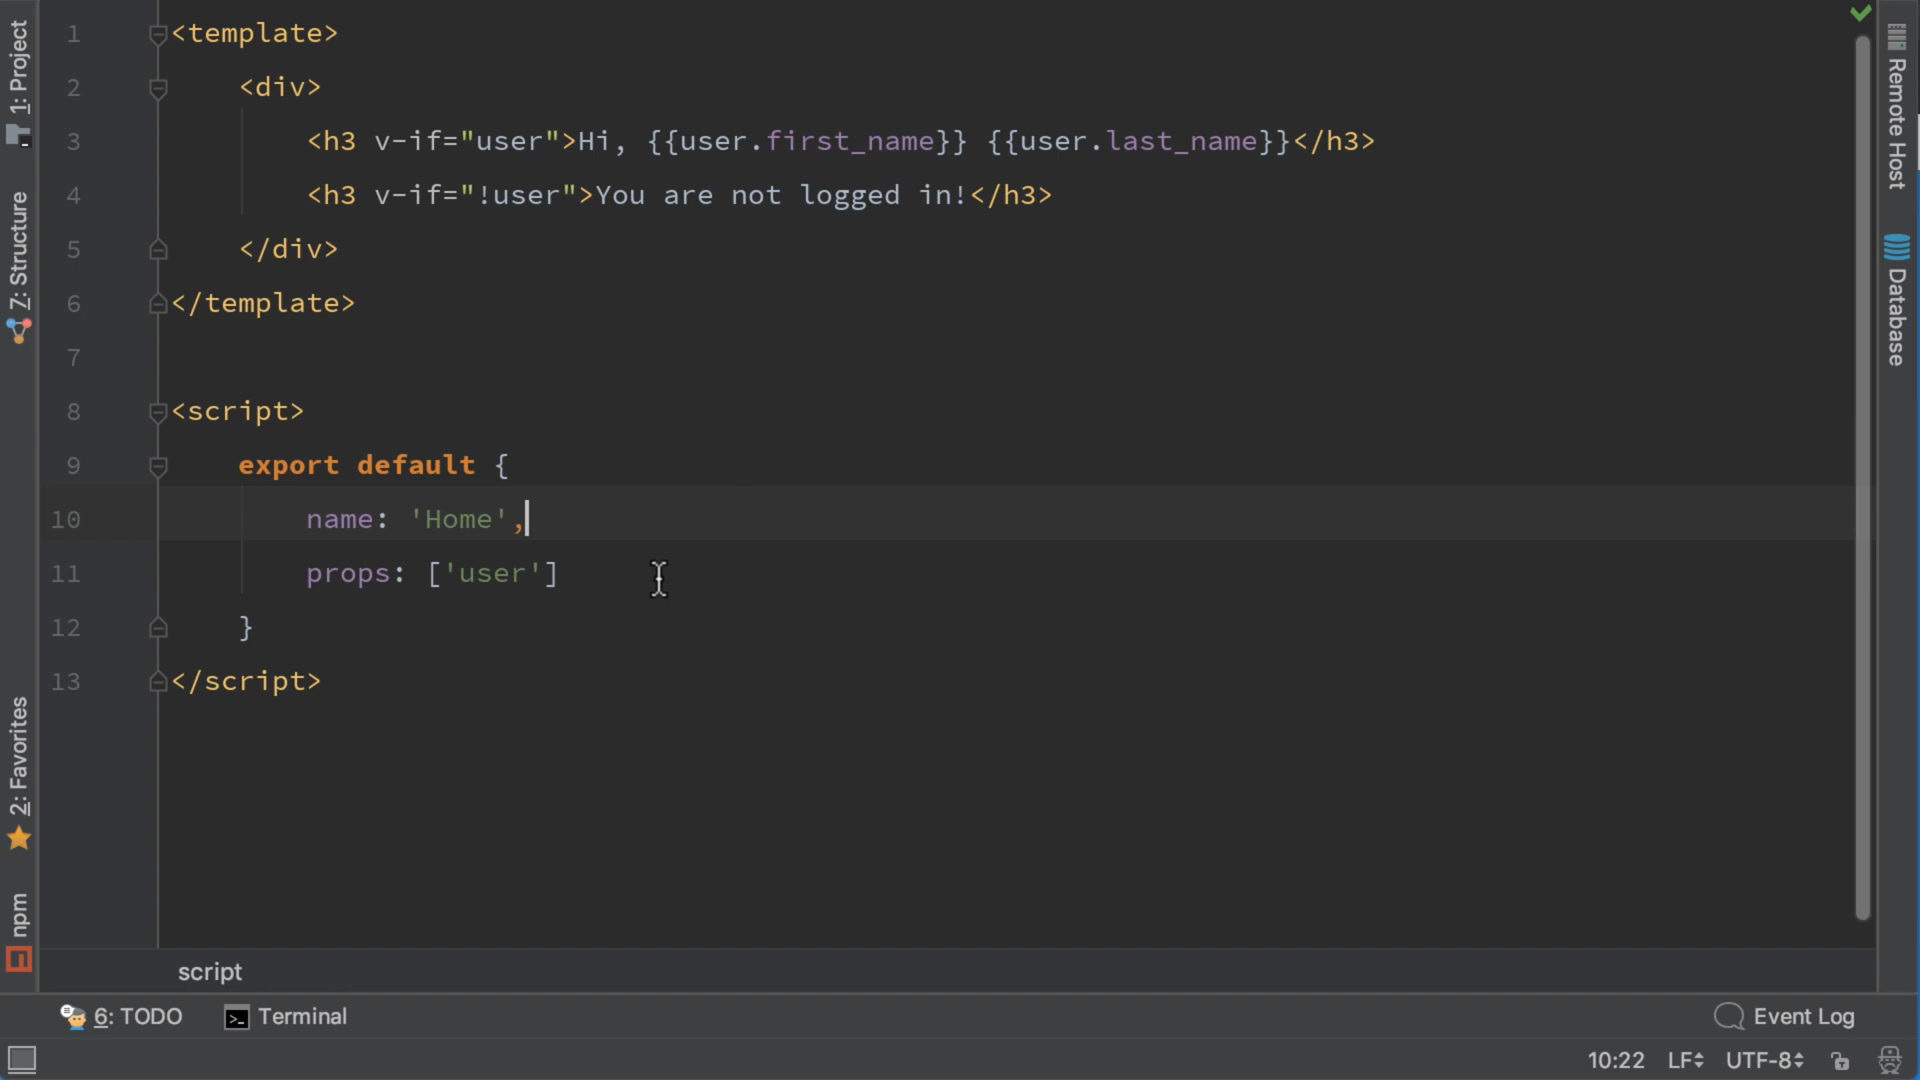 1: Project
7: Structure
2: Favorites
npm
1 <template>
2 <div>
3 <h3 v-if="user">Hi, {{user.first_name}} {{user.last_name}}</h3>
4 <h3 v-if="!user">You are not logged in!</h3>
5 </div>
6 </template>
7
8 <script>
9 export default {
10 name: 'Home',
11 props: ['user']
12 }
13 </script>
Remote Host
Database
script
6: TODO
Terminal
Event Log
10:22 LF UTF-8